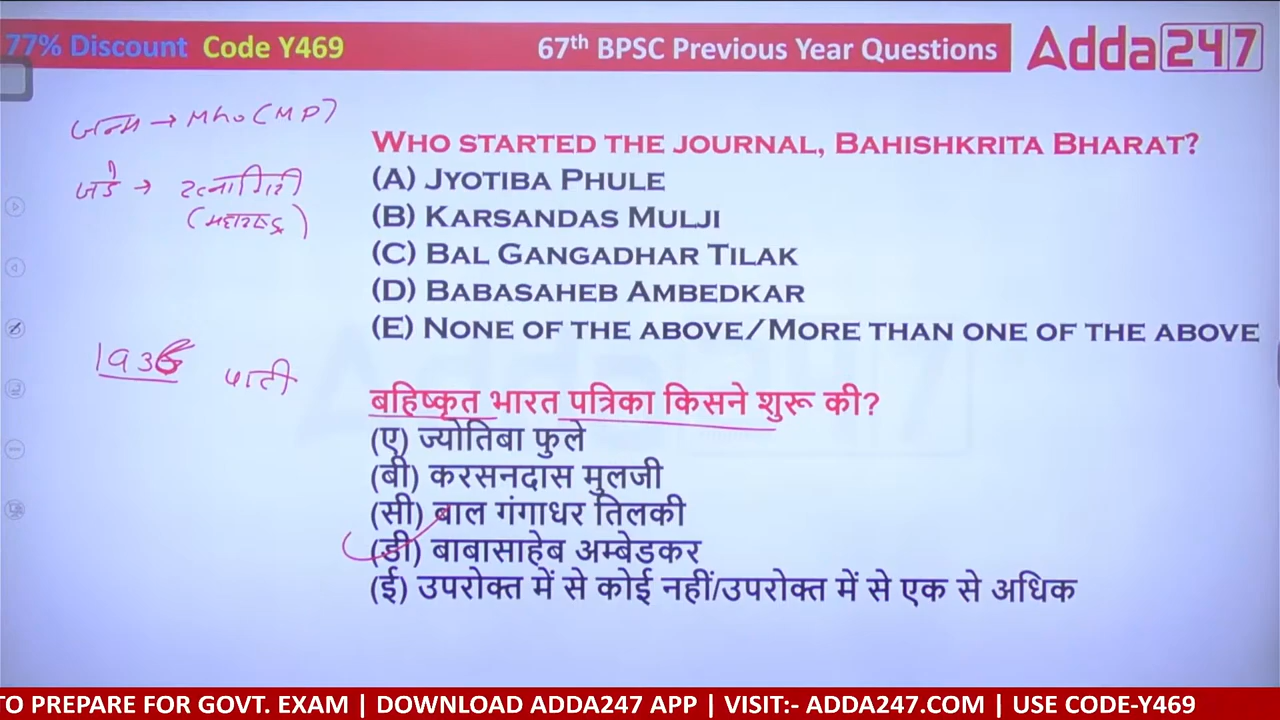 77% Discount Code Y469
67th BPSC Previous Year Questions
Adda247
जन्म → Mho (MP)
जड़े → रत्नागिरी
(महाराष्ट्र)
1936 पार्टी
WHO STARTED THE JOURNAL, BAHISHKRITA BHARAT?
(A) JYOTIBA PHULE
(B) KARSANDAS MULJI
(C) BAL GANGADHAR TILAK
(D) BABASAHEB AMBEDKAR
(E) NONE OF THE ABOVE/MORE THAN ONE OF THE ABOVE
बहिष्कृत भारत पत्रिका किसने शुरू की?
(ए) ज्योतिबा फुले
(बी) करसनदास मुलजी
(सी) बाल गंगाधर तिलकी
(डी) बाबासाहेब अम्बेडकर
(ई) उपरोक्त में से कोई नहीं/उपरोक्त में से एक से अधिक
TO PREPARE FOR GOVT. EXAM | DOWNLOAD ADDA247 APP | VISIT:- ADDA247.COM | USE CODE-Y469